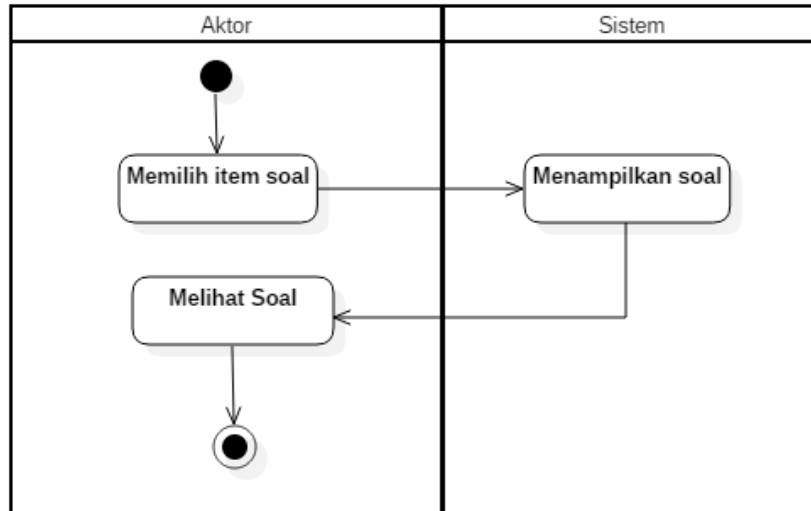 Aktor
Sistem
Memilih item soal
Menampilkan soal
Melihat Soal